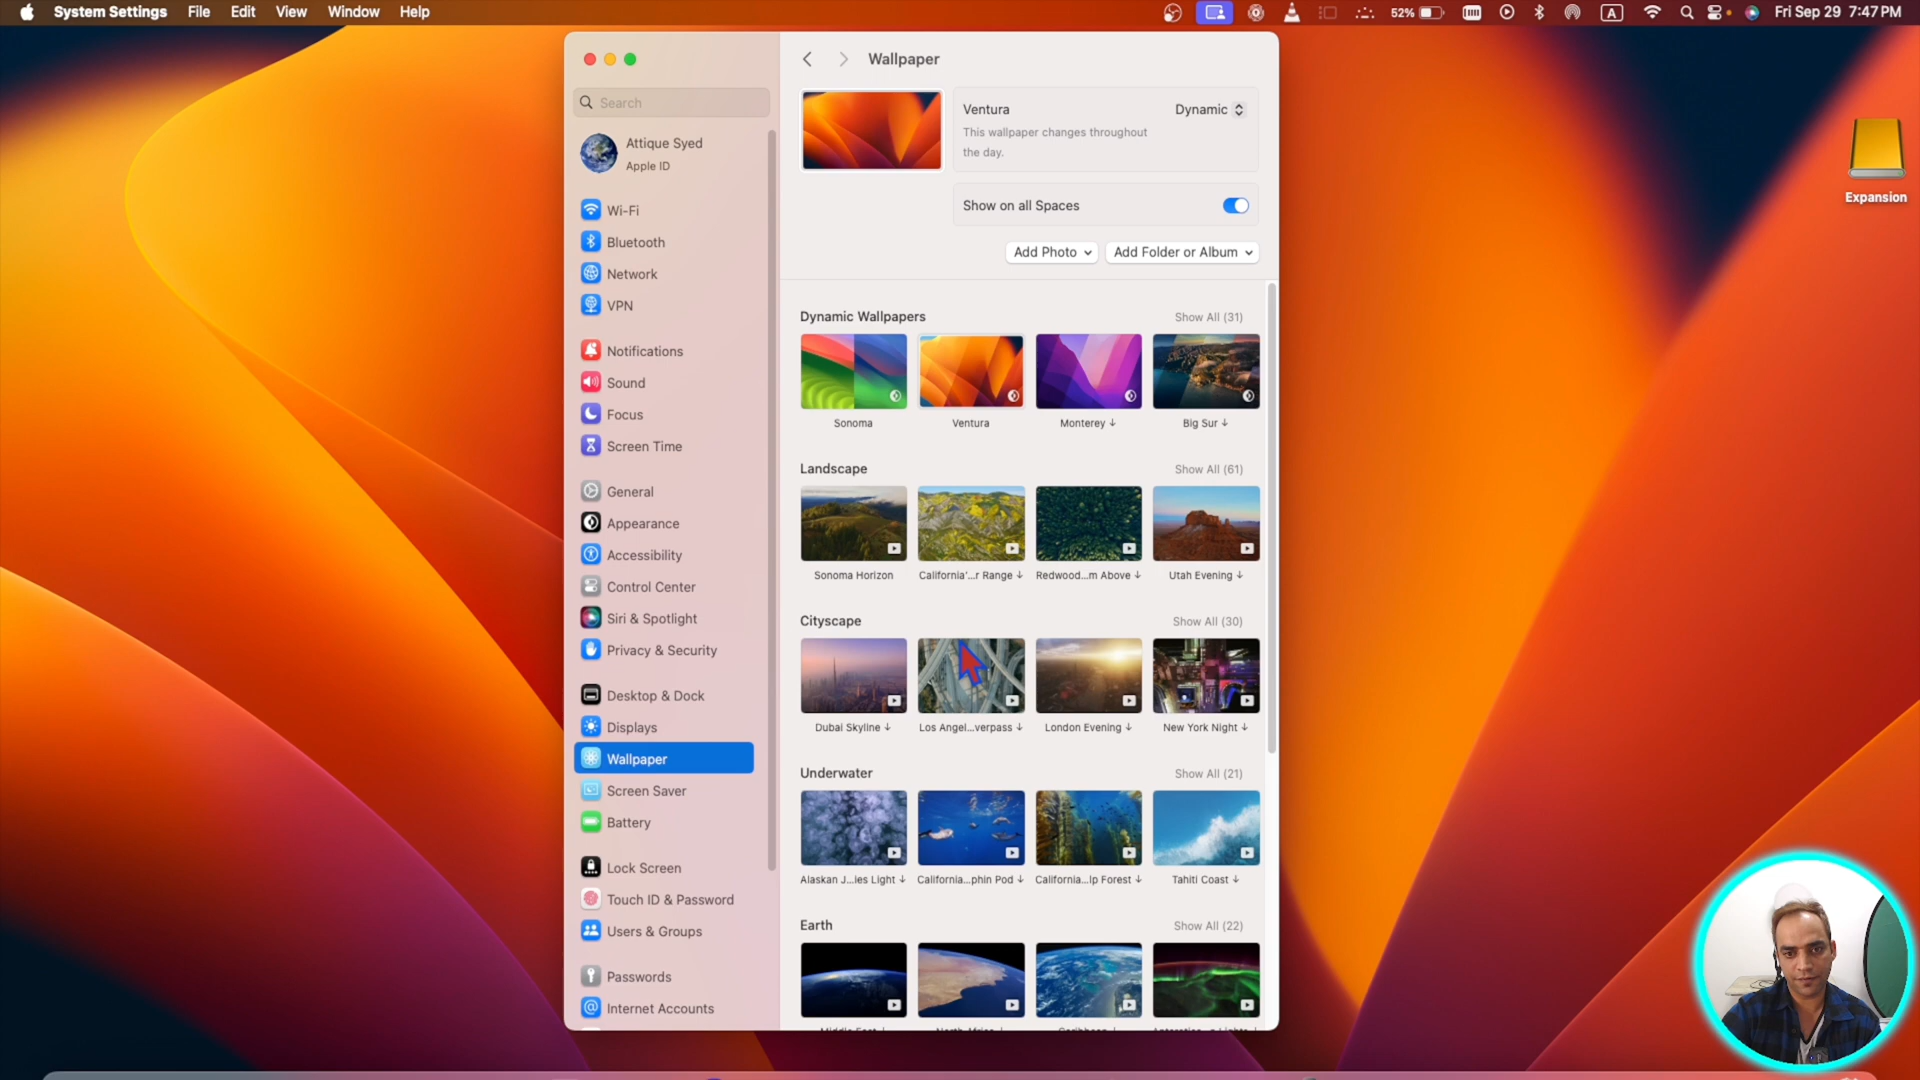 System Settings File Edit View Window Help
52% A Fri Sep 29 7:47 PM
Wallpaper
Search
Attique Syed
Apple ID
Wi-Fi
Bluetooth
Network
VPN
Notifications
Sound
Focus
Screen Time
General
Appearance
Accessibility
Control Center
Siri & Spotlight
Privacy & Security
Desktop & Dock
Displays
Wallpaper
Screen Saver
Battery
Lock Screen
Touch ID & Password
Users & Groups
Passwords
Internet Accounts
Ventura Dynamic
This wallpaper changes throughout
the day.
Show on all Spaces
Add Photo Add Folder or Album
Dynamic Wallpapers Show All (31)
Sonoma Ventura Monterey ↓ Big Sur ↓
Landscape Show All (61)
Sonoma Horizon California'...r Range ↓ Redwood...m Above ↓ Utah Evening ↓
Cityscape Show All (30)
Dubai Skyline ↓ Los Angel...verpass ↓ London Evening ↓ New York Night ↓
Underwater Show All (21)
Alaskan J...ies Light ↓ California...phin Pod ↓ California...lp Forest ↓ Tahiti Coast ↓
Earth Show All (22)
Expansion